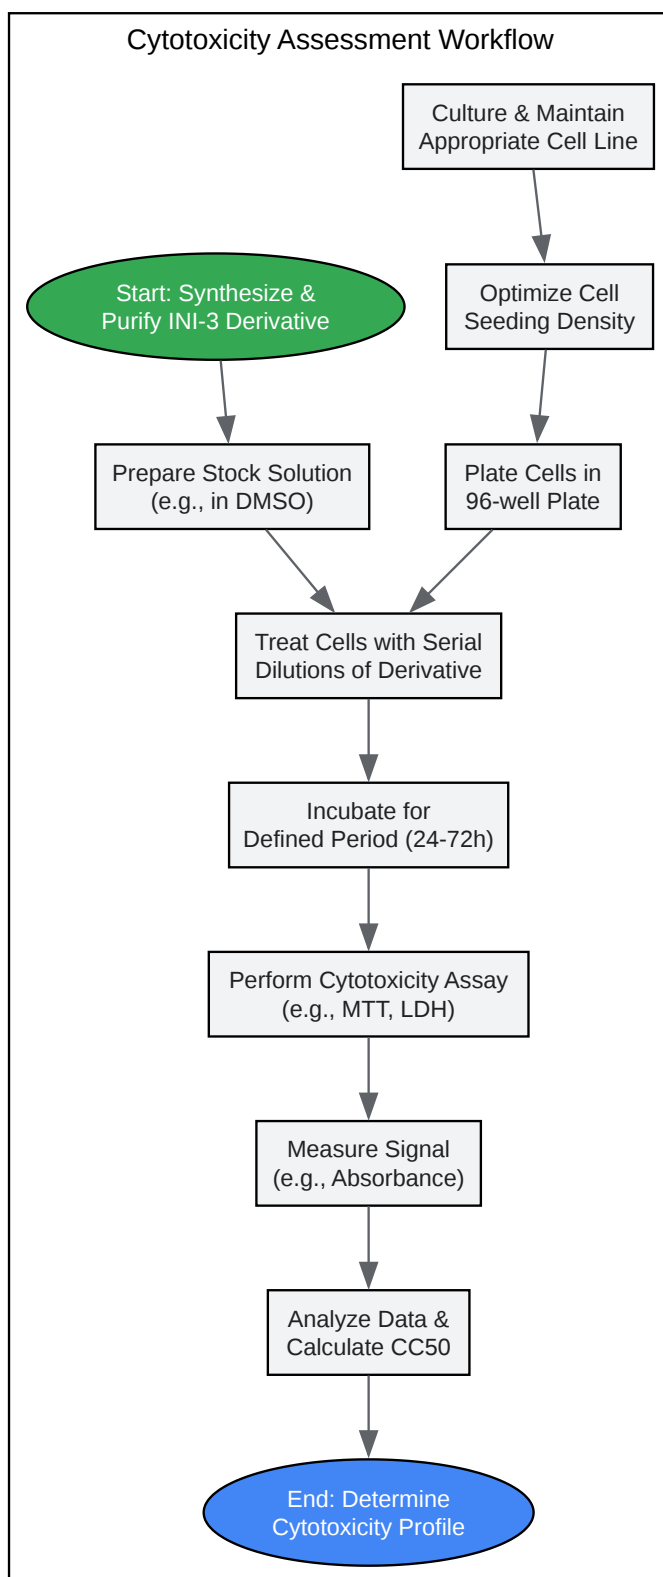 Cytotoxicity Assessment Workflow
Culture & Maintain
Appropriate Cell Line
Start: Synthesize &
Purify INI-3 Derivative
Optimize Cell
Seeding Density
Prepare Stock Solution
(e.g., in DMSO)
Plate Cells in
96-well Plate
Treat Cells with Serial
Dilutions of Derivative
Incubate for
Defined Period (24-72h)
Perform Cytotoxicity Assay
(e.g., MTT, LDH)
Measure Signal
(e.g., Absorbance)
Analyze Data &
Calculate CC50
End: Determine
Cytotoxicity Profile